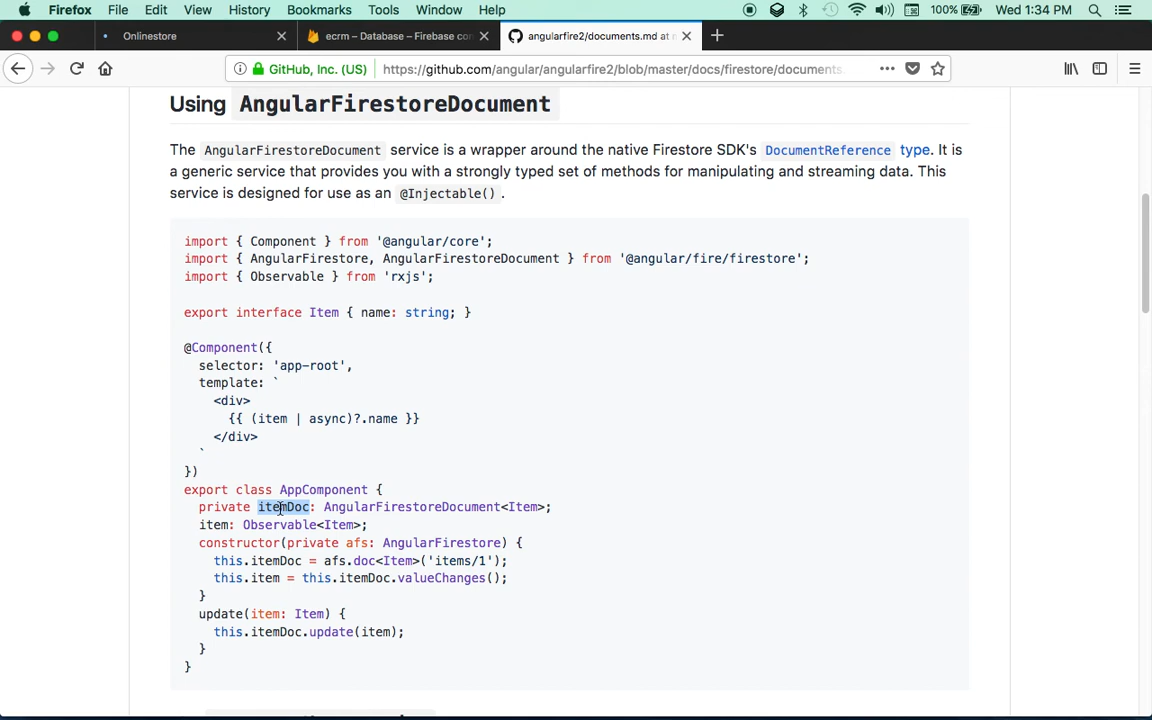 Firefox File Edit View History Bookmarks Tools Window Help 100% Wed 1:34 PM
Onlinestore
ecrm – Database – Firebase con
angularfire2/documents.md at
GitHub, Inc. (US) https://github.com/angular/angularfire2/blob/master/docs/firestore/documents.
Using AngularFirestoreDocument
The AngularFirestoreDocument service is a wrapper around the native Firestore SDK's DocumentReference type. It is
a generic service that provides you with a strongly typed set of methods for manipulating and streaming data. This
service is designed for use as an @Injectable() .
import { Component } from '@angular/core';
import { AngularFirestore, AngularFirestoreDocument } from '@angular/fire/firestore';
import { Observable } from 'rxjs';
export interface Item { name: string; }
@Component({
selector: 'app-root',
template: `
<div>
{{ (item | async)?.name }}
</div>
`
})
export class AppComponent {
private itemDoc: AngularFirestoreDocument<Item>;
item: Observable<Item>;
constructor(private afs: AngularFirestore) {
this.itemDoc = afs.doc<Item>('items/1');
this.item = this.itemDoc.valueChanges();
}
update(item: Item) {
this.itemDoc.update(item);
}
}